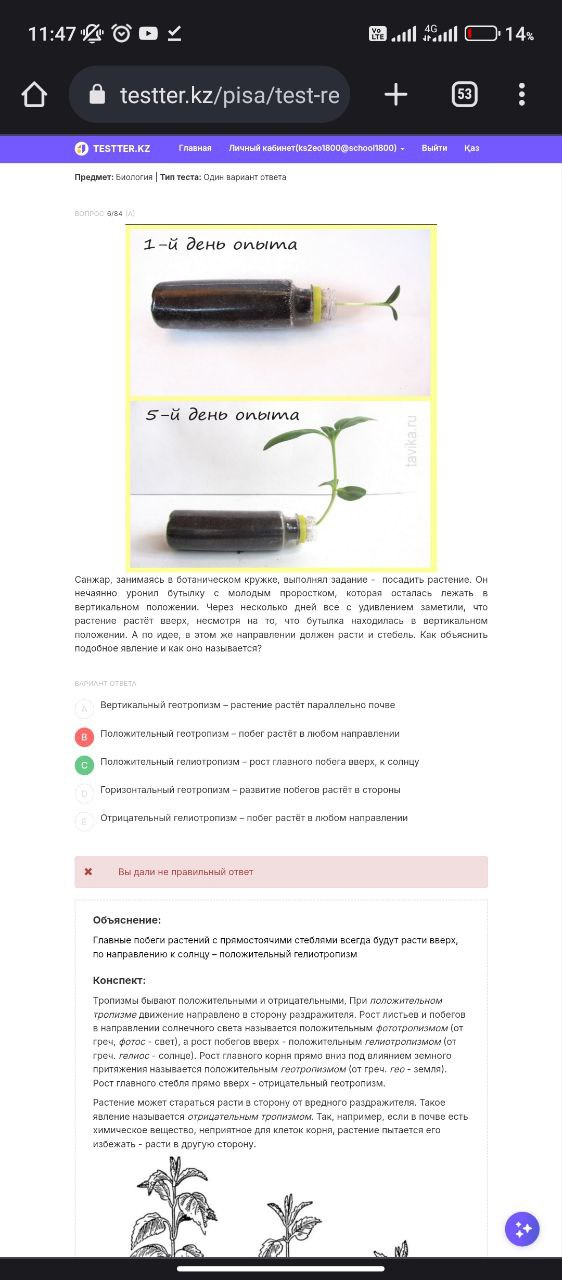 11:47
Vo LTE
4G
14%
testter.kz/pisa/test-re
53
TESTTER.KZ Главная Личный кабинет(ks2eo1800@school1800) Выйти Қаз
Предмет: Биология | Тип теста: Один вариант ответа
ВОПРОС 6/84 (A)
1-й день опыта
5-й день опыта
tavika.ru
Санжар, занимаясь в ботаническом кружке, выполнял задание - посадить растение. Он
нечаянно уронил бутылку с молодым проростком, которая осталась лежать в
вертикальном положении. Через несколько дней все с удивлением заметили, что
растение растёт вверх, несмотря на то, что бутылка находилась в вертикальном
положении. А по идее, в этом же направлении должен расти и стебель. Как объяснить
подобное явление и как оно называется?
ВАРИАНТ ОТВЕТА
A Вертикальный геотропизм – растение растёт параллельно почве
B Положительный геотропизм – побег растёт в любом направлении
C Положительный гелиотропизм – рост главного побега вверх, к солнцу
D Горизонтальный геотропизм – развитие побегов растёт в стороны
E Отрицательный гелиотропизм – побег растёт в любом направлении
Вы дали не правильный ответ
Объяснение:
Главные побеги растений с прямостоячими стеблями всегда будут расти вверх,
по направлению к солнцу – положительный гелиотропизм
Конспект:
Тропизмы бывают положительными и отрицательными, При положительном
тропизме движение направлено в сторону раздражителя. Рост листьев и побегов
в направлении солнечного света называется положительным фототропизмом (от
греч, фотос - свет), а рост побегов вверх - положительным гелиотропизмом (от
греч. гелиос - солнце). Рост главного корня прямо вниз под влиянием земного
притяжения называется положительным геотропизмом (от греч. гео - земля).
Рост главного стебля прямо вверх - отрицательный геотропизм.
Растение может стараться расти в сторону от вредного раздражителя. Такое
явление называется отрицательным тропизмом. Так, например, если в почве есть
химическое вещество, неприятное для клеток корня, растение пытается его
избежать - расти в другую сторону.